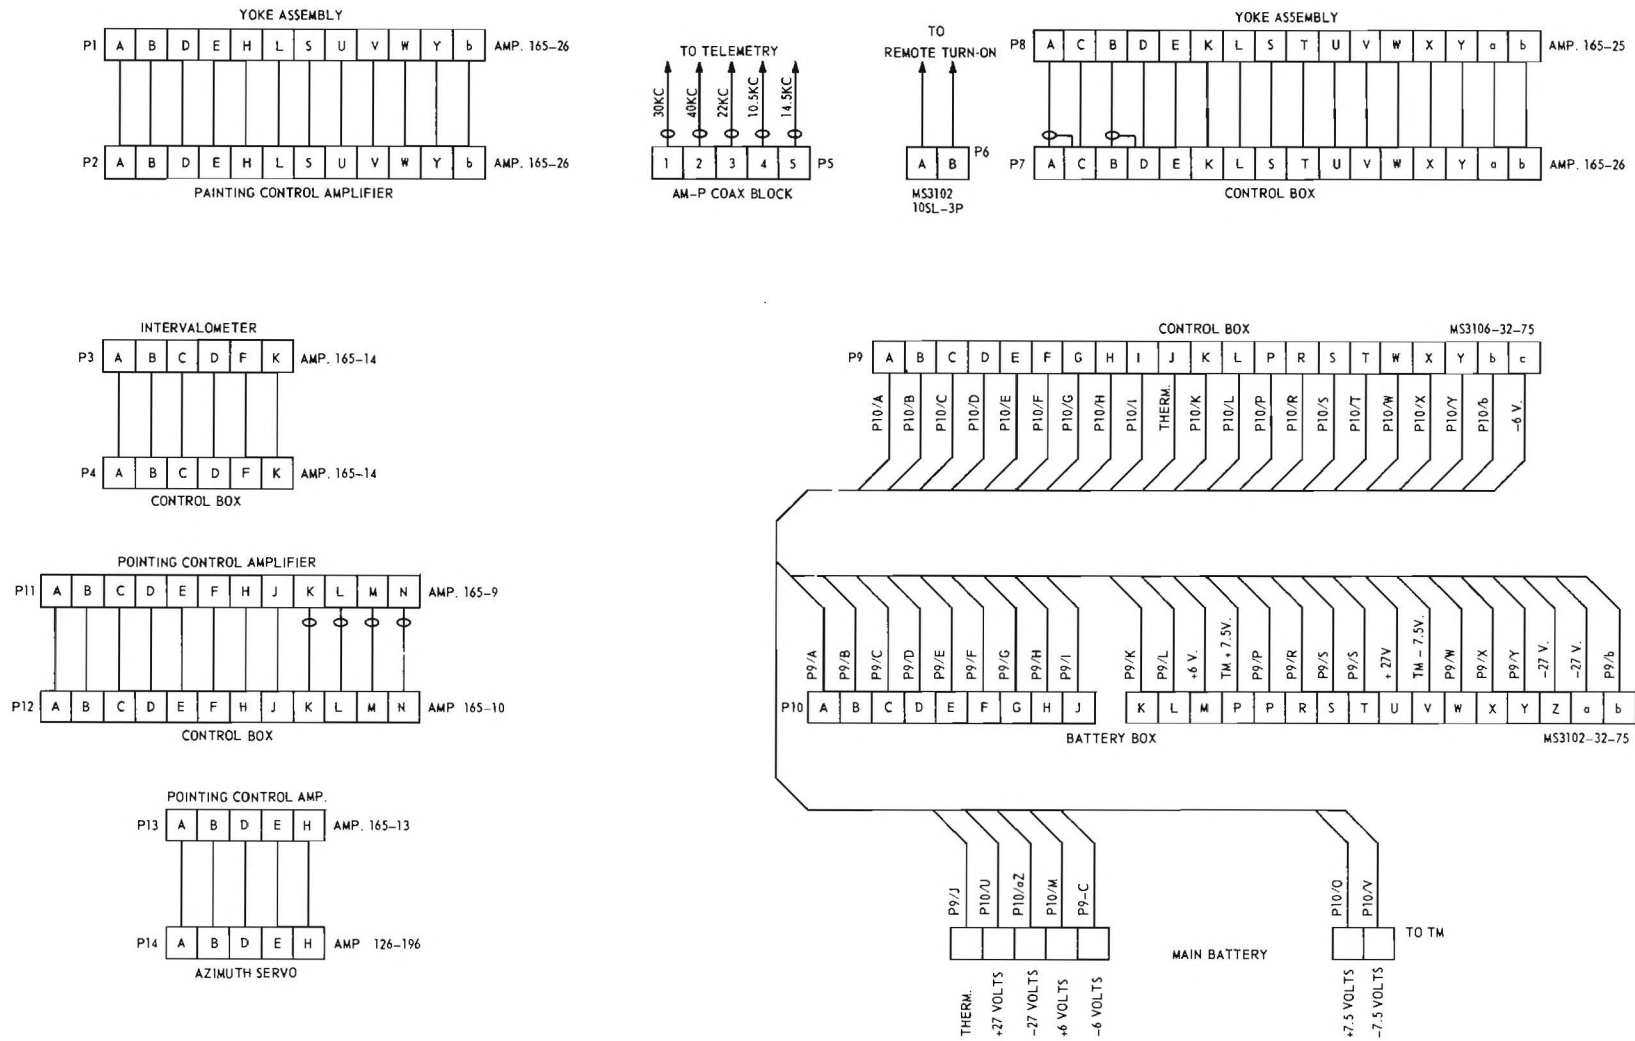 YOKE ASSEMBLY
P1 A B D E H L S U V W Y b AMP. 165-26
P2 A B D E H L S U V W Y b AMP. 165-26
PAINTING CONTROL AMPLIFIER
TO TELEMETRY
30KC 40KC 22KC 10.5KC 14.5KC
1 2 3 4 S P5
AM-P COAX BLOCK
TO
REMOTE TURN-ON
A B P6
MS3102
10SL-3P
YOKE ASSEMBLY
P8 A C B D E K L S T U V W X Y a b AMP. 165-25
P7 A C B D E K L S T U V W X Y a b AMP. 165-26
CONTROL BOX
INTERVALOMETER
P3 A B C D F K AMP. 165-14
P4 A B C D F K AMP. 165-14
CONTROL BOX
CONTROL BOX MS3106-32-75
P9 A B C D E F G H I J K L P R S T W X Y b c
P10/A P10/B P10/C P10/D P10/E P10/F P10/G P10/H P10/I THERM. P10/K P10/L P10/P P10/R P10/S P10/T P10/W P10/X P10/Y P10/b -6 V.
POINTING CONTROL AMPLIFIER
P11 A B C D E F H J K L M N AMP. 165-9
P12 A B C D E F H J K L M N AMP 165-10
CONTROL BOX
P9/A P9/B P9/C P9/D P9/E P9/F P9/G P9/H P9/I P9/K P9/L +6 V. TM + 7.5V. P9/P P9/R P9/S P9/S + 27V TM - 7.5V. P9/W P9/X P9/Y -27 V. -27 V. P9/b
P10 A B C D E F G H J K L M P P R S T U V W X Y Z a b
BATTERY BOX MS3102-32-75
POINTING CONTROL AMP.
P13 A B D E H AMP. 165-13
P14 A B D E H AMP 126-196
AZIMUTH SERVO
P9/J P10/U P10/aZ P10/M P9-C
MAIN BATTERY
THERM. +27 VOLTS -27 VOLTS +6 VOLTS -6 VOLTS
P10/O P10/V
TO TM
+7.5 VOLTS -7.5 VOLTS